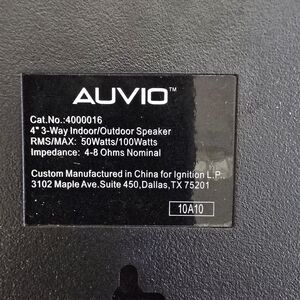 AUVIO™
Cat.No.:4000016
4" 3-Way Indoor/Outdoor Speaker
RMS/MAX: 50Watts/100Watts
Impedance: 4-8 Ohms Nominal
Custom Manufactured in China for Ignition L.P.,
3102 Maple Ave.Suite 450,Dallas,TX 75201
10A10